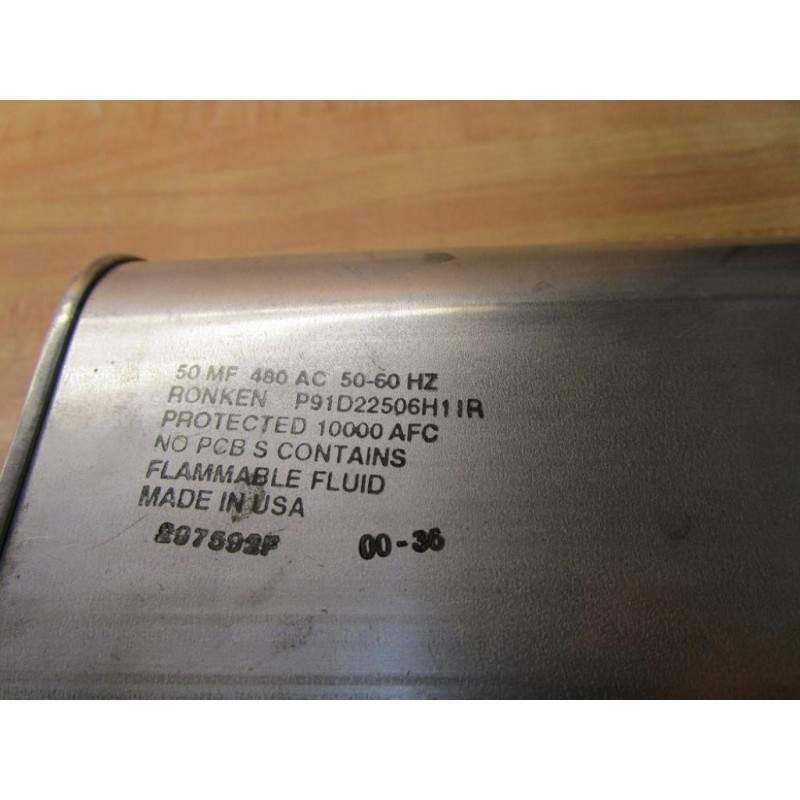 50 MF 480 AC 50-60 HZ
RONKEN P91D22506H11R
PROTECTED 10000 AFC
NO PCB S CONTAINS
FLAMMABLE FLUID
MADE IN USA
00-36